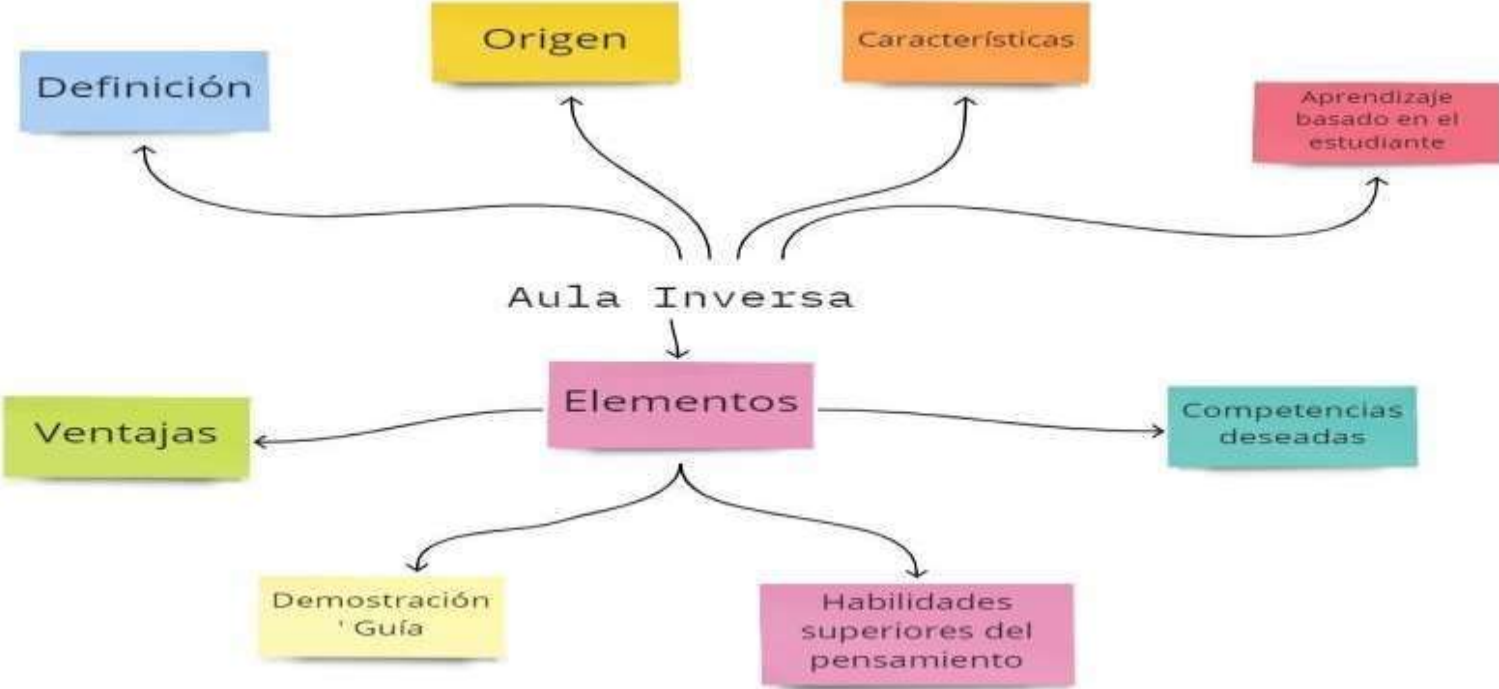 Origen
Características
Definición
Aprendizaje
basado en el
estudiante
Aula Inversa
Elementos
Ventajas
Competencias
deseadas
Demostración
' Guía
Habilidades
superiores del
pensamiento